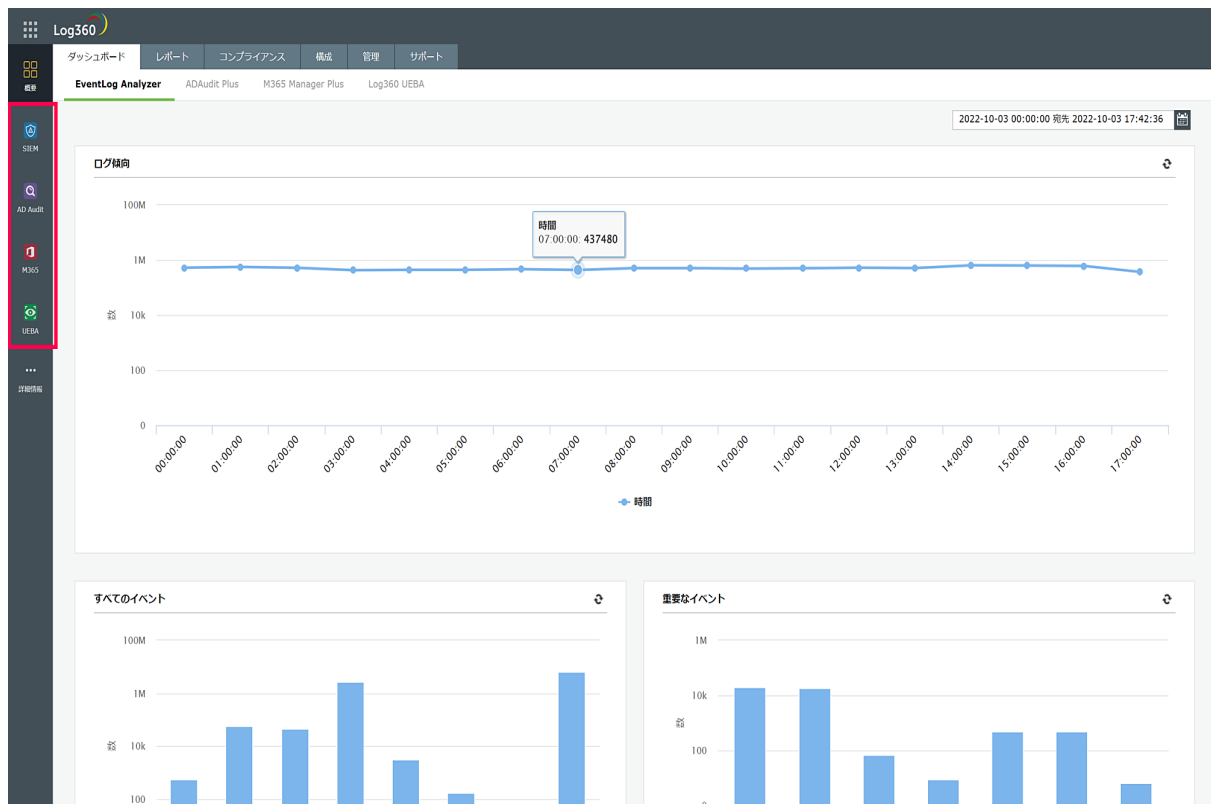 Log360
ダッシュボード レポート コンプライアンス 構成 管理 サポート
概要
EventLog Analyzer ADAudit Plus M365 Manager Plus Log360 UEBA
2022-10-03 00:00:00 宛先 2022-10-03 17:42:36
SIEM
AD Audit
M365
UEBA
詳細情報
ログ傾向
100M
1M
10k
100
0
数
時間
07:00:00: 437480
00:00:00 01:00:00 02:00:00 03:00:00 04:00:00 05:00:00 06:00:00 07:00:00 08:00:00 09:00:00 10:00:00 11:00:00 12:00:00 13:00:00 14:00:00 15:00:00 16:00:00 17:00:00
時間
すべてのイベント
100M
1M
10k
100
数
重要なイベント
1M
10k
100
0
数